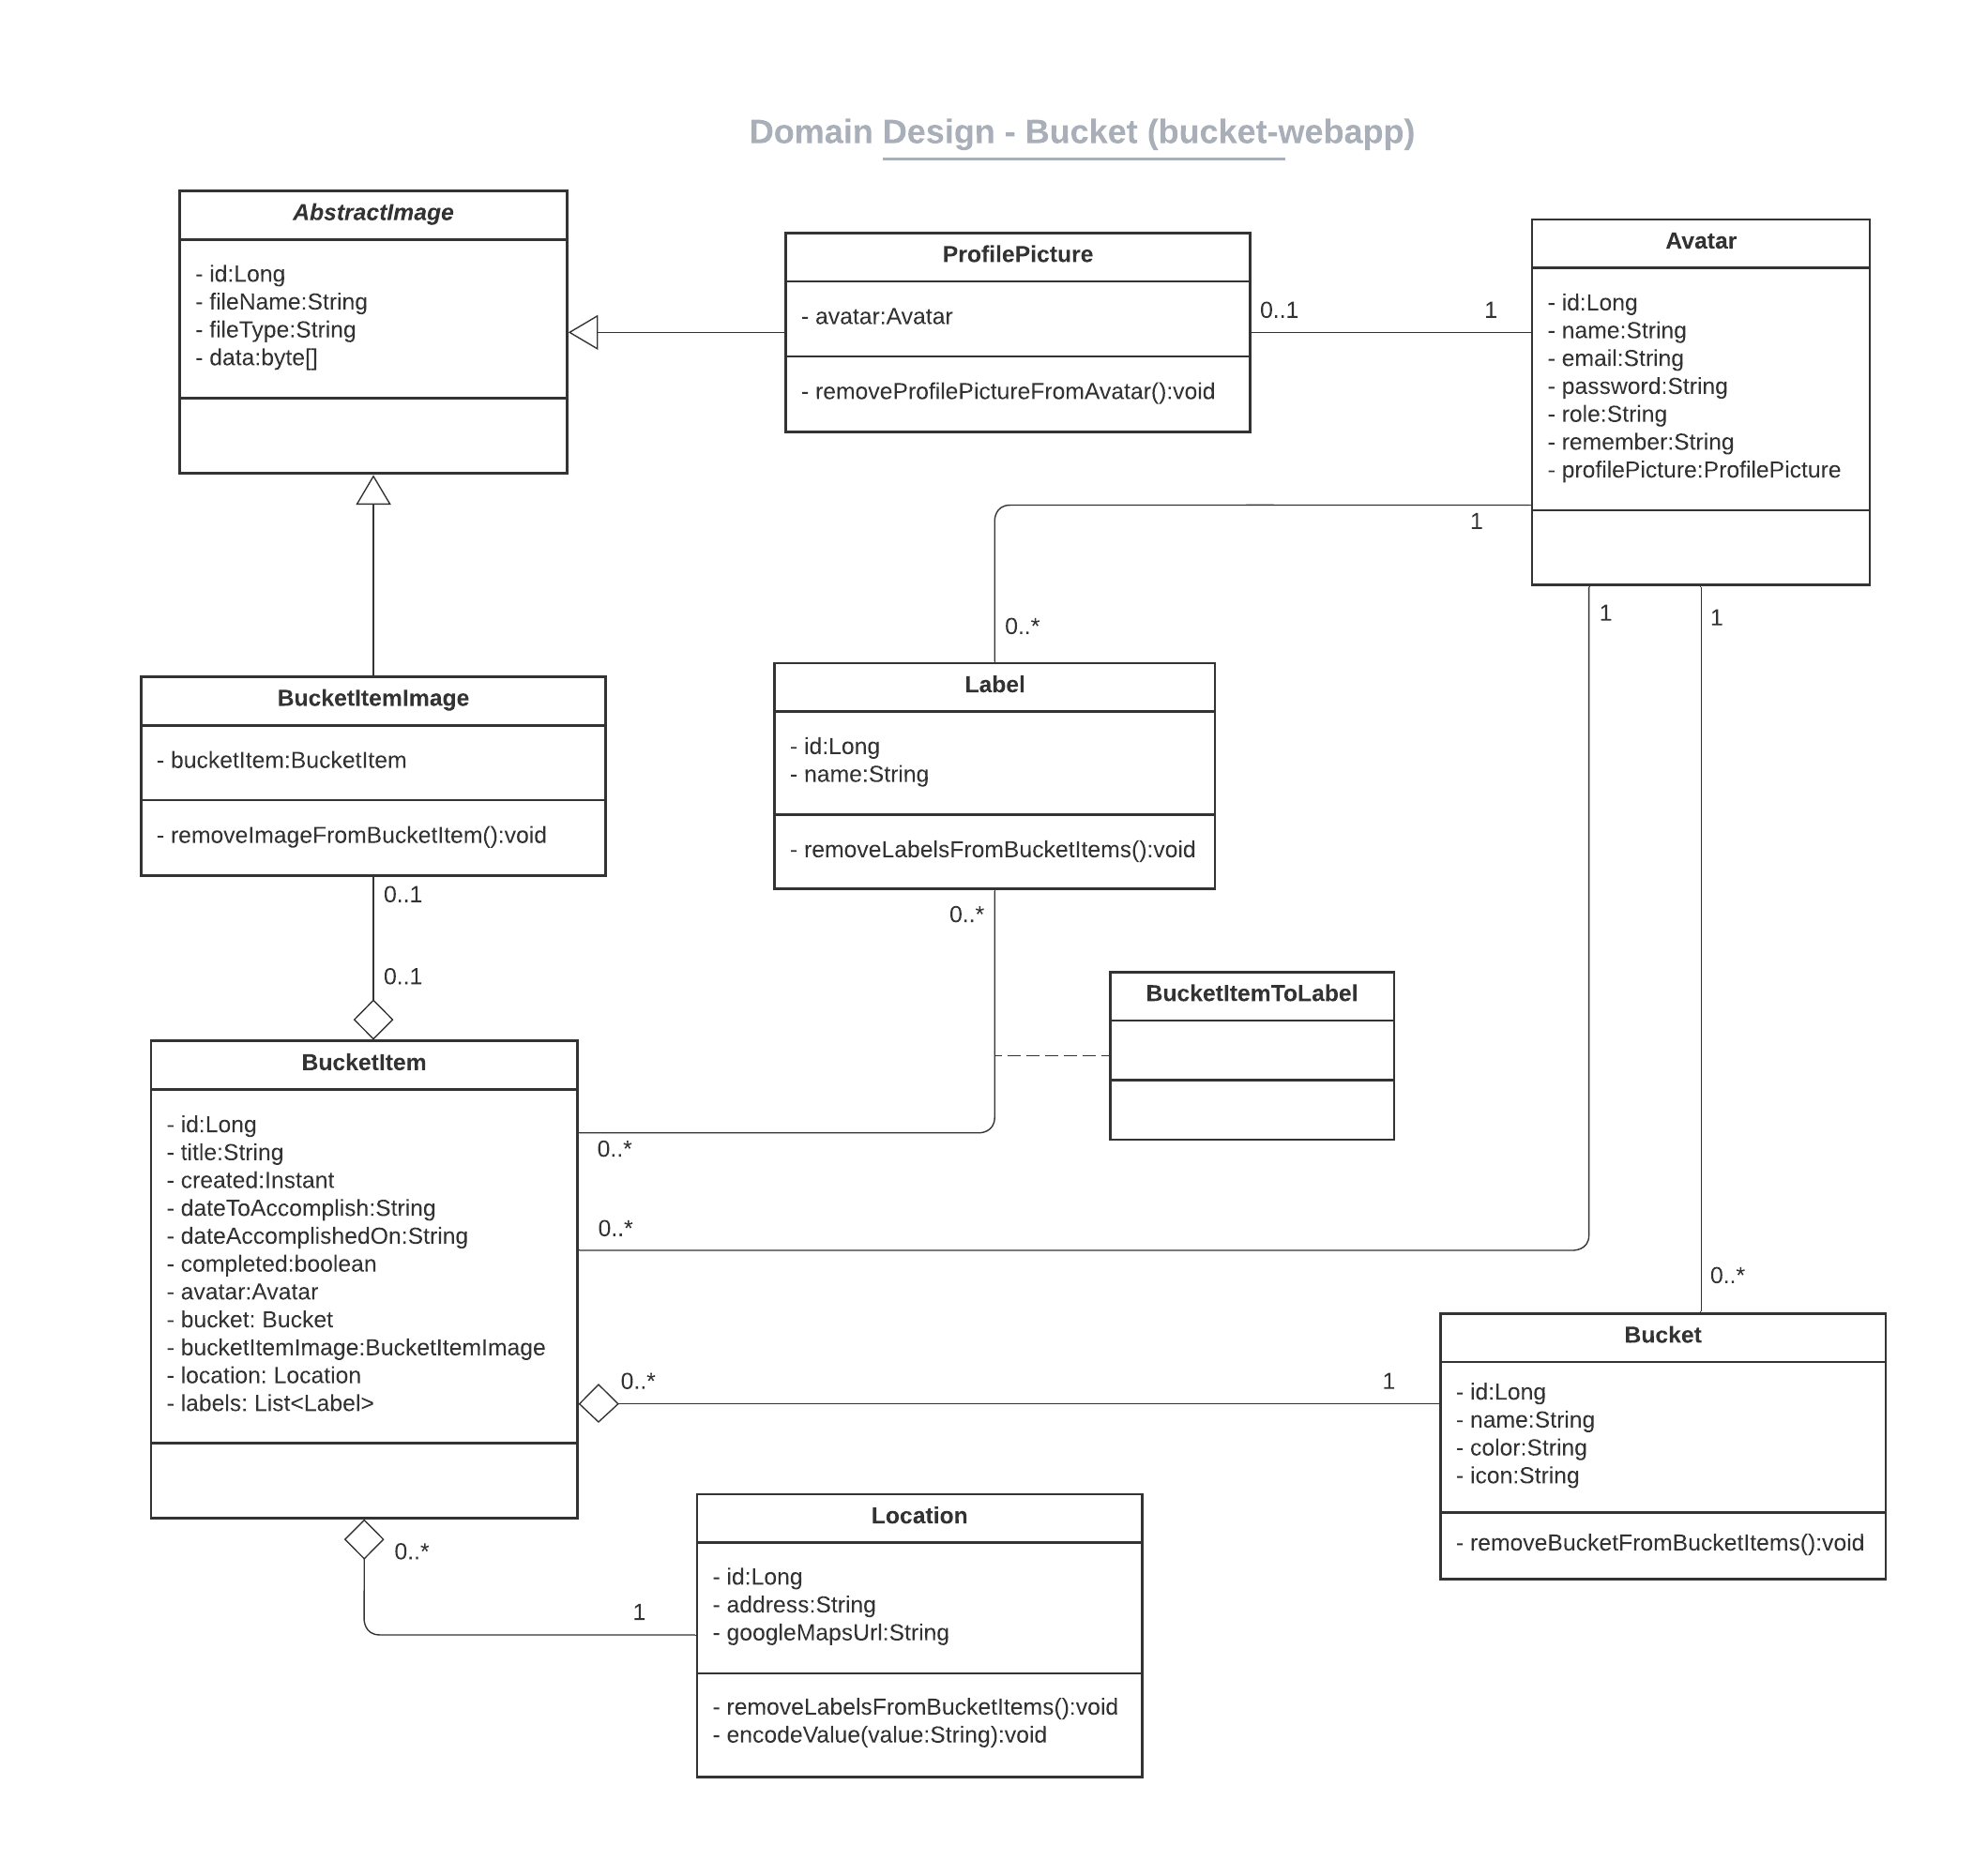 Domain Design - Bucket (bucket-webapp)
AbstractImage
- id:Long
- fileName:String
- fileType:String
- data:byte[]
ProfilePicture
- avatar:Avatar
- removeProfilePictureFromAvatar():void
0..1
1
Avatar
- id:Long
- name:String
- email:String
- password:String
- role:String
- remember:String
- profilePicture:ProfilePicture
1
0..*
1
1
BucketItemImage
- bucketItem:BucketItem
- removeImageFromBucketItem():void
Label
- id:Long
- name:String
- removeLabelsFromBucketItems():void
0..1
0..1
0..*
BucketItemToLabel
BucketItem
- id:Long
- title:String
- created:Instant
- dateToAccomplish:String
- dateAccomplishedOn:String
- completed:boolean
- avatar:Avatar
- bucket: Bucket
- bucketItemImage:BucketItemImage
- location: Location
- labels: List<Label>
0..*
0..*
0..*
1
0..*
Bucket
- id:Long
- name:String
- color:String
- icon:String
- removeBucketFromBucketItems():void
0..*
1
Location
- id:Long
- address:String
- googleMapsUrl:String
- removeLabelsFromBucketItems():void
- encodeValue(value:String):void